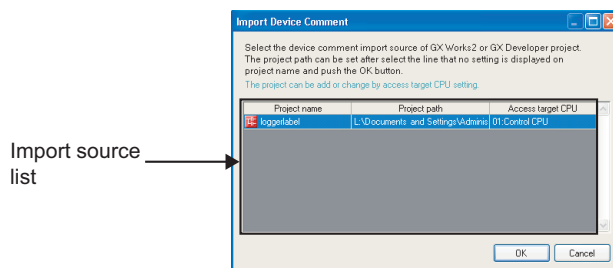 Import Device Comment
Select the device comment import source of GX Works2 or GX Developer project.
The project path can be set after select the line that no setting is displayed on
project name and push the OK button.
The project can be add or change by access target CPU setting.
Project name Project path Access target CPU
loggerlabel L:\Documents and Settings\Adminis 01:Control CPU
Import source
list
OK Cancel